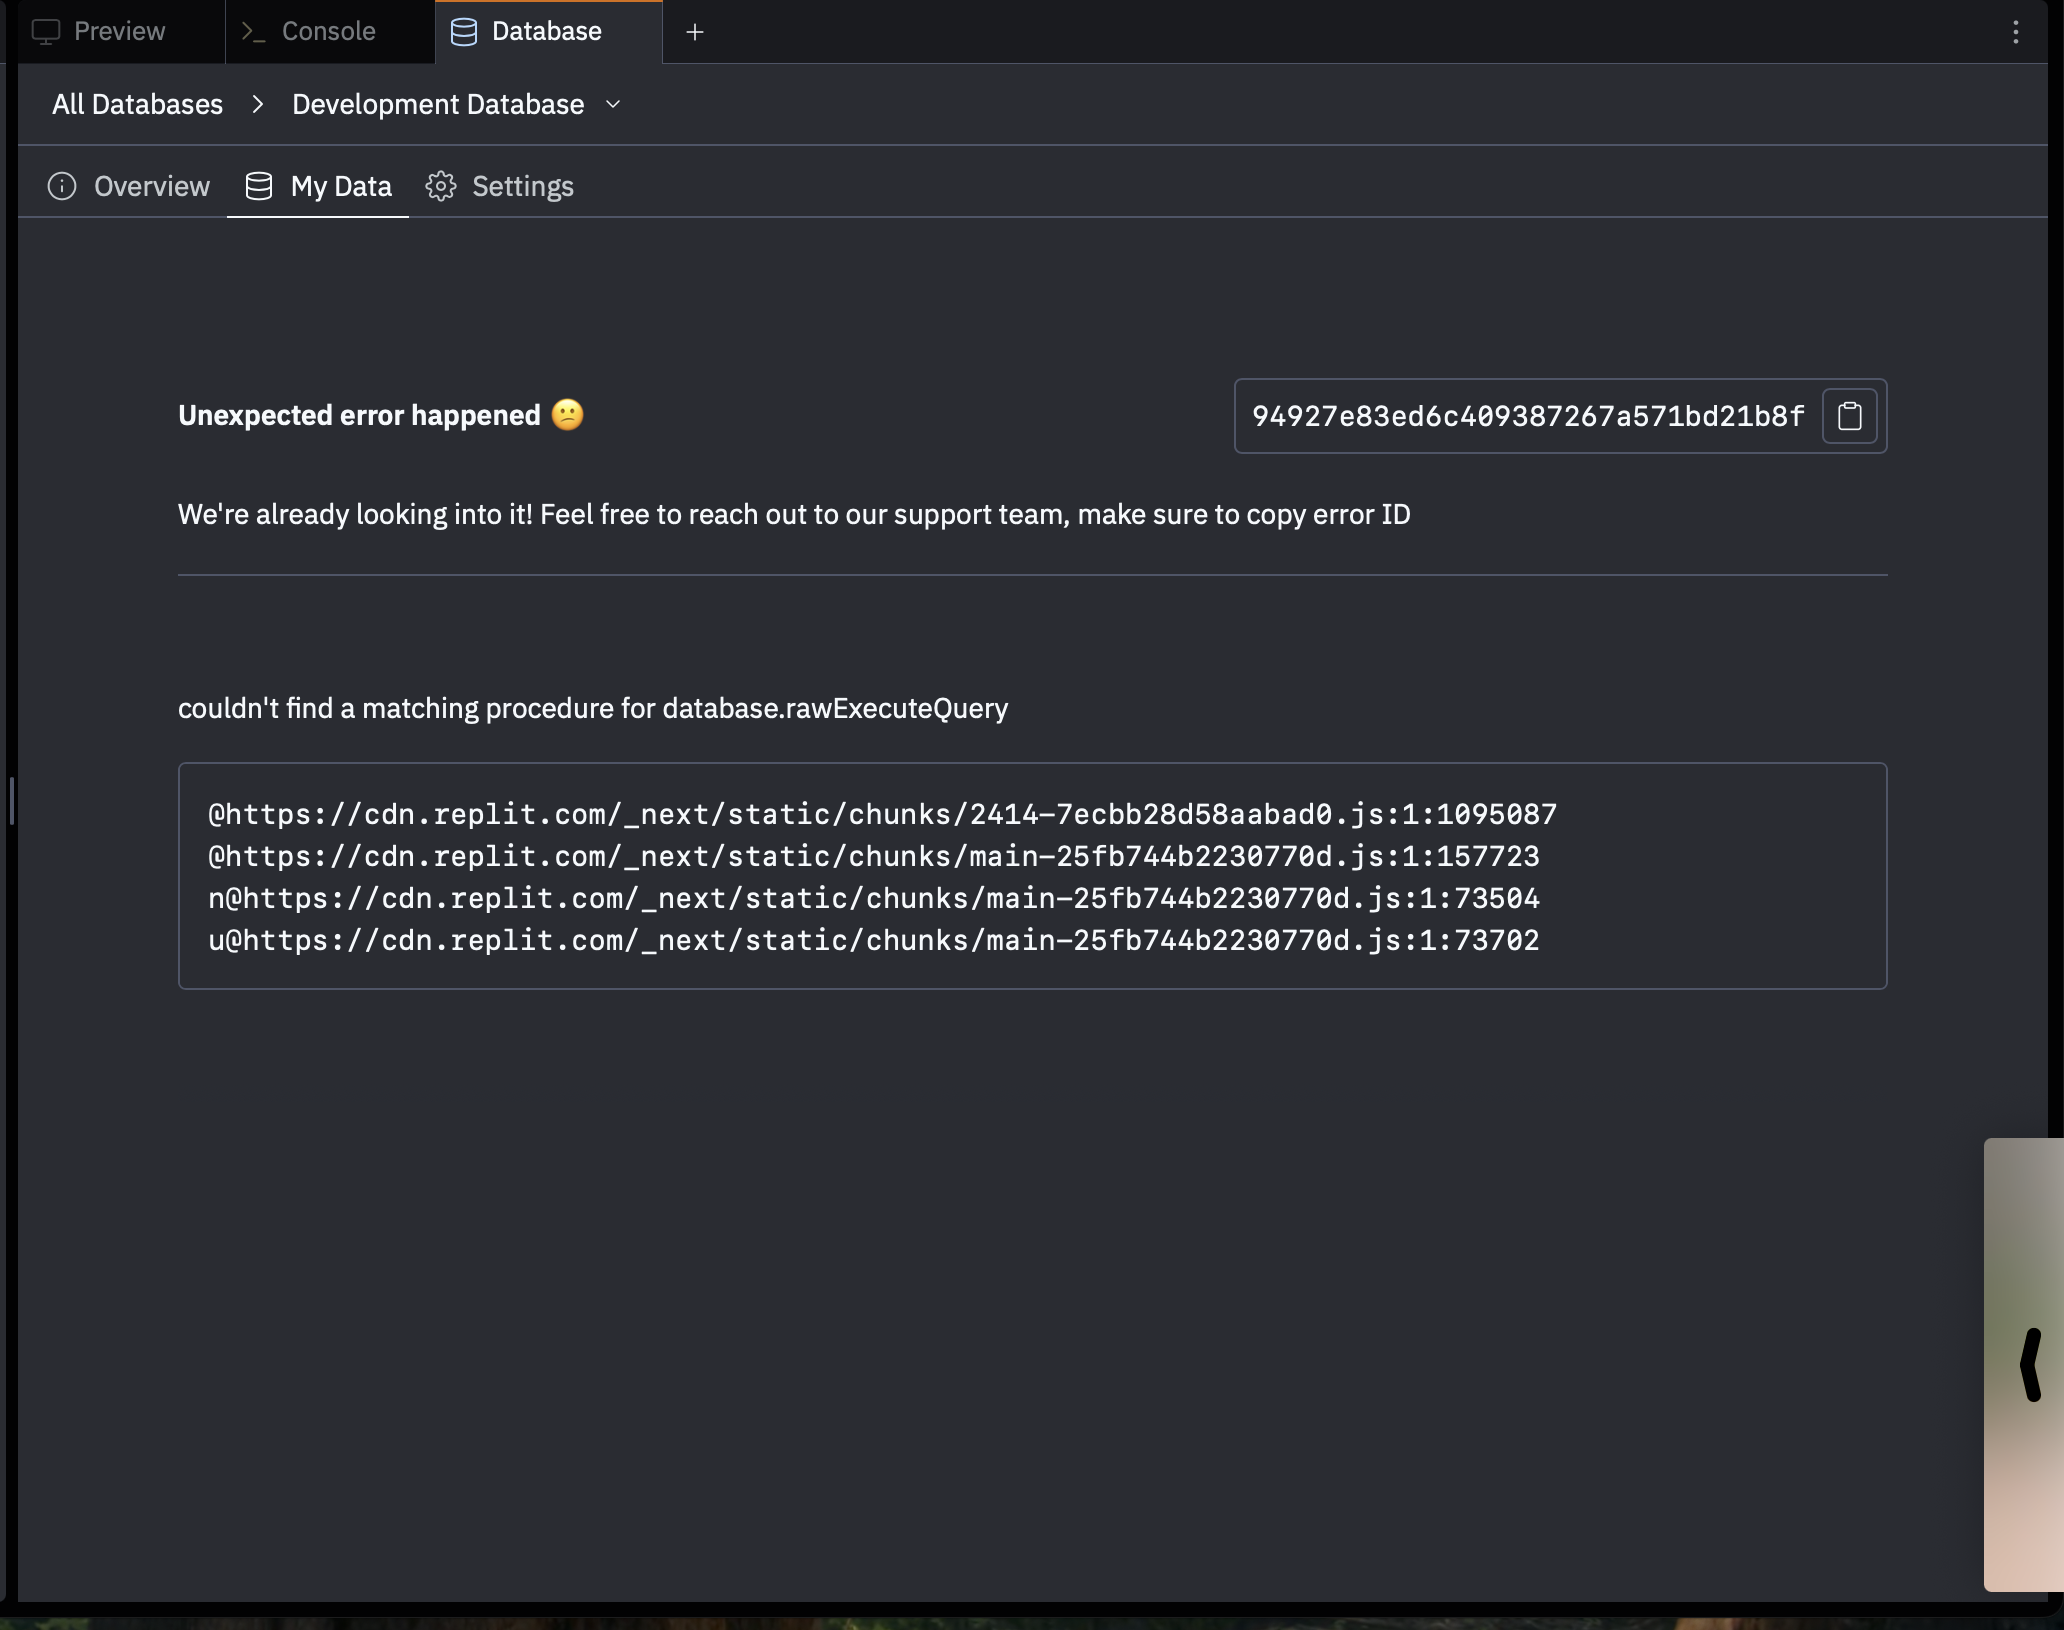 Preview
Console
Database
All Databases > Development Database
Overview
My Data
Settings
Unexpected error happened 😕
94927e83ed6c409387267a571bd21b8f
We're already looking into it! Feel free to reach out to our support team, make sure to copy error ID
couldn't find a matching procedure for database.rawExecuteQuery
@https://cdn.replit.com/_next/static/chunks/2414-7ecbb28d58aabad0.js:1:1095087
@https://cdn.replit.com/_next/static/chunks/main-25fb744b2230770d.js:1:157723
n@https://cdn.replit.com/_next/static/chunks/main-25fb744b2230770d.js:1:73504
u@https://cdn.replit.com/_next/static/chunks/main-25fb744b2230770d.js:1:73702